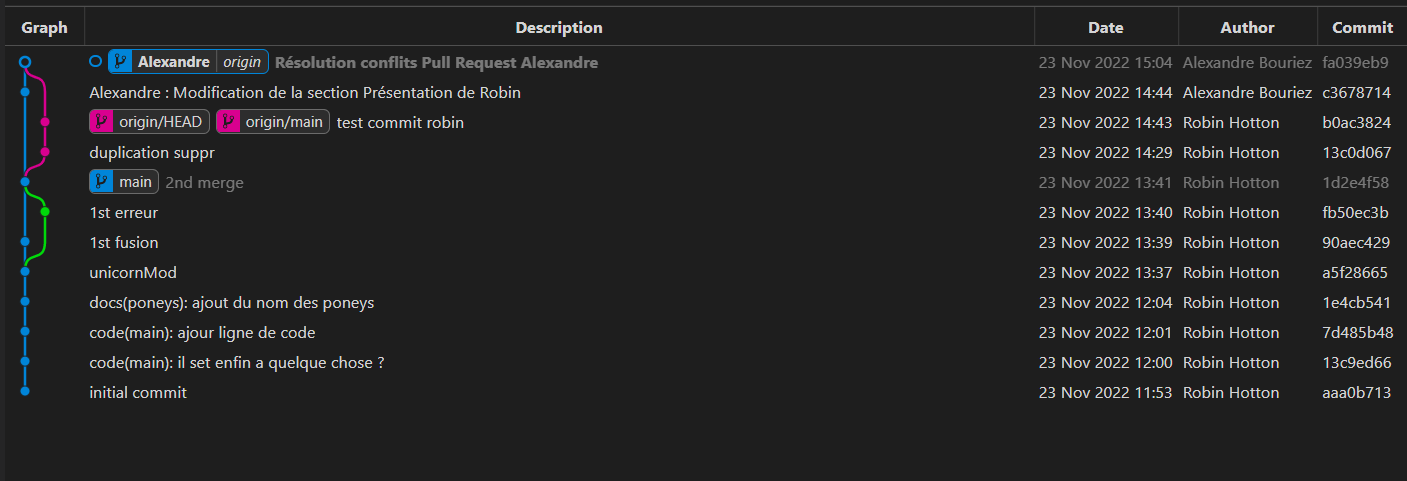 Graph Description Date Author Commit
Alexandre origin Résolution conflits Pull Request Alexandre 23 Nov 2022 15:04 Alexandre Bouriez fa039eb9
Alexandre : Modification de la section Présentation de Robin 23 Nov 2022 14:44 Alexandre Bouriez c3678714
origin/HEAD origin/main test commit robin 23 Nov 2022 14:43 Robin Hotton b0ac3824
duplication suppr 23 Nov 2022 14:29 Robin Hotton 13c0d067
main 2nd merge 23 Nov 2022 13:41 Robin Hotton 1d2e4f58
1st erreur 23 Nov 2022 13:40 Robin Hotton fb50ec3b
1st fusion 23 Nov 2022 13:39 Robin Hotton 90aec429
unicornMod 23 Nov 2022 13:37 Robin Hotton a5f28665
docs(poneys): ajout du nom des poneys 23 Nov 2022 12:04 Robin Hotton 1e4cb541
code(main): ajour ligne de code 23 Nov 2022 12:01 Robin Hotton 7d485b48
code(main): il set enfin a quelque chose ? 23 Nov 2022 12:00 Robin Hotton 13c9ed66
initial commit 23 Nov 2022 11:53 Robin Hotton aaa0b713